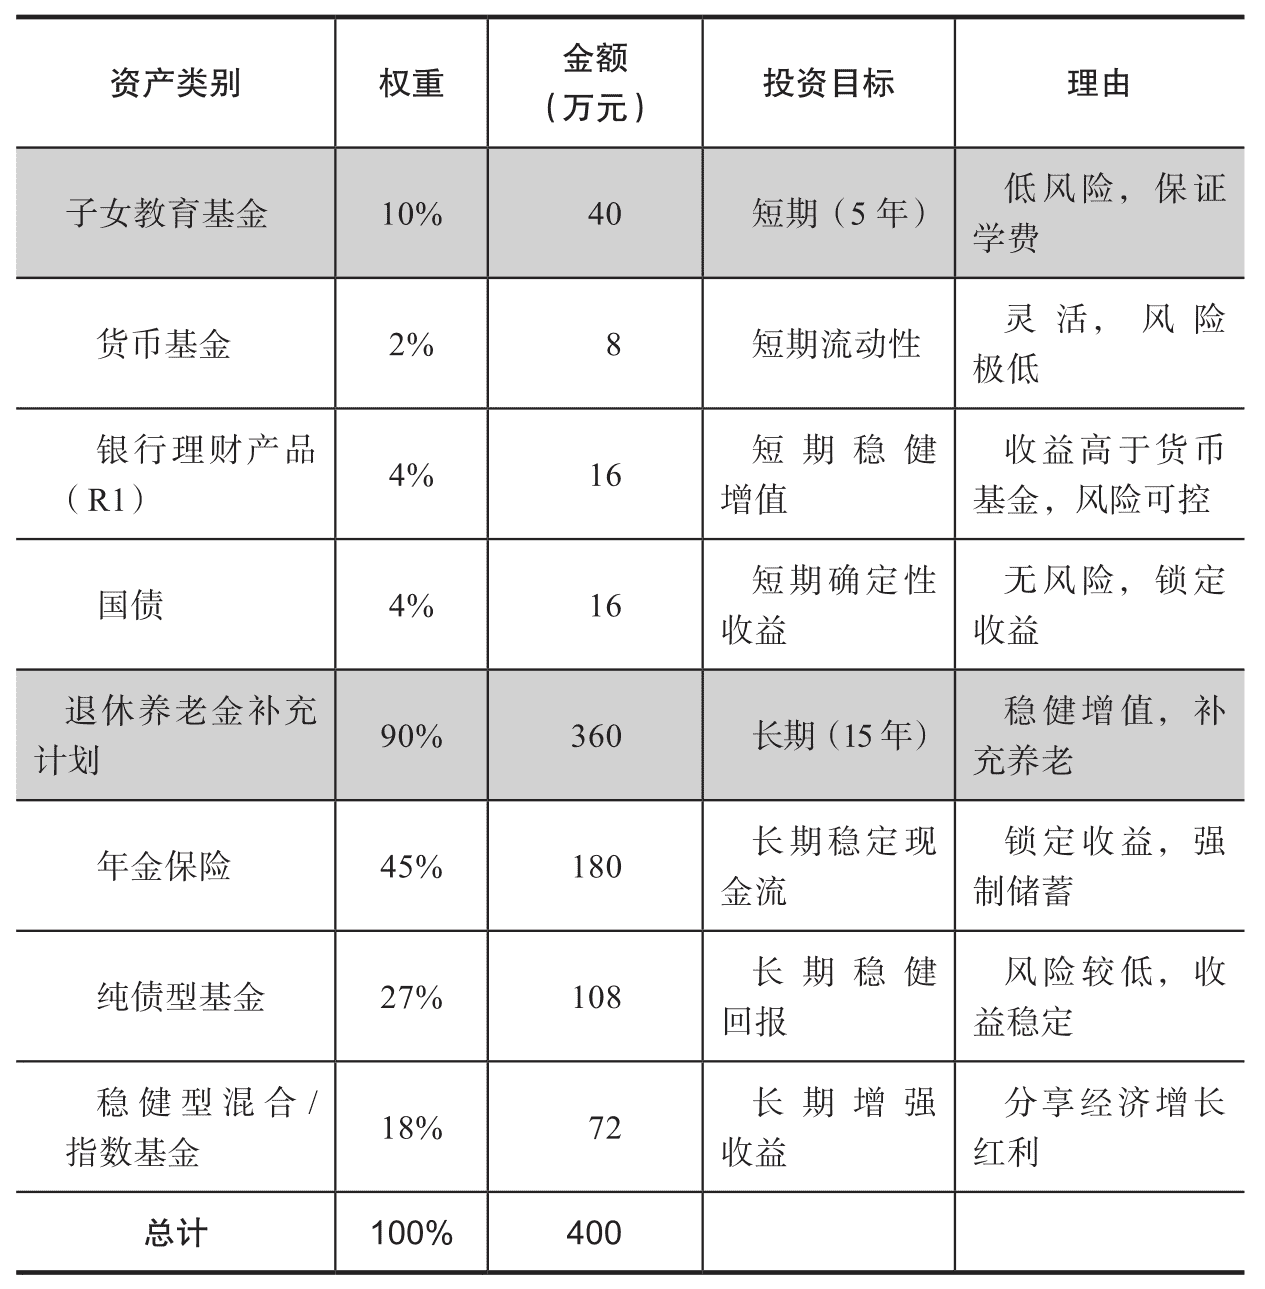 资产类别 权重 金额（万元） 投资目标 理由
子女教育基金 10% 40 短期（5 年） 低风险，保证学费
货币基金 2% 8 短期流动性 灵活，风险极低
银行理财产品（R1） 4% 16 短期稳健增值 收益高于货币基金，风险可控
国债 4% 16 短期确定性收益 无风险，锁定收益
退休养老金补充计划 90% 360 长期（15 年） 稳健增值，补充养老
年金保险 45% 180 长期稳定现金流 锁定收益，强制储蓄
纯债型基金 27% 108 长期稳健回报 风险较低，收益稳定
稳健型混合/指数基金 18% 72 长期增强收益 分享经济增长红利
总计 100% 400